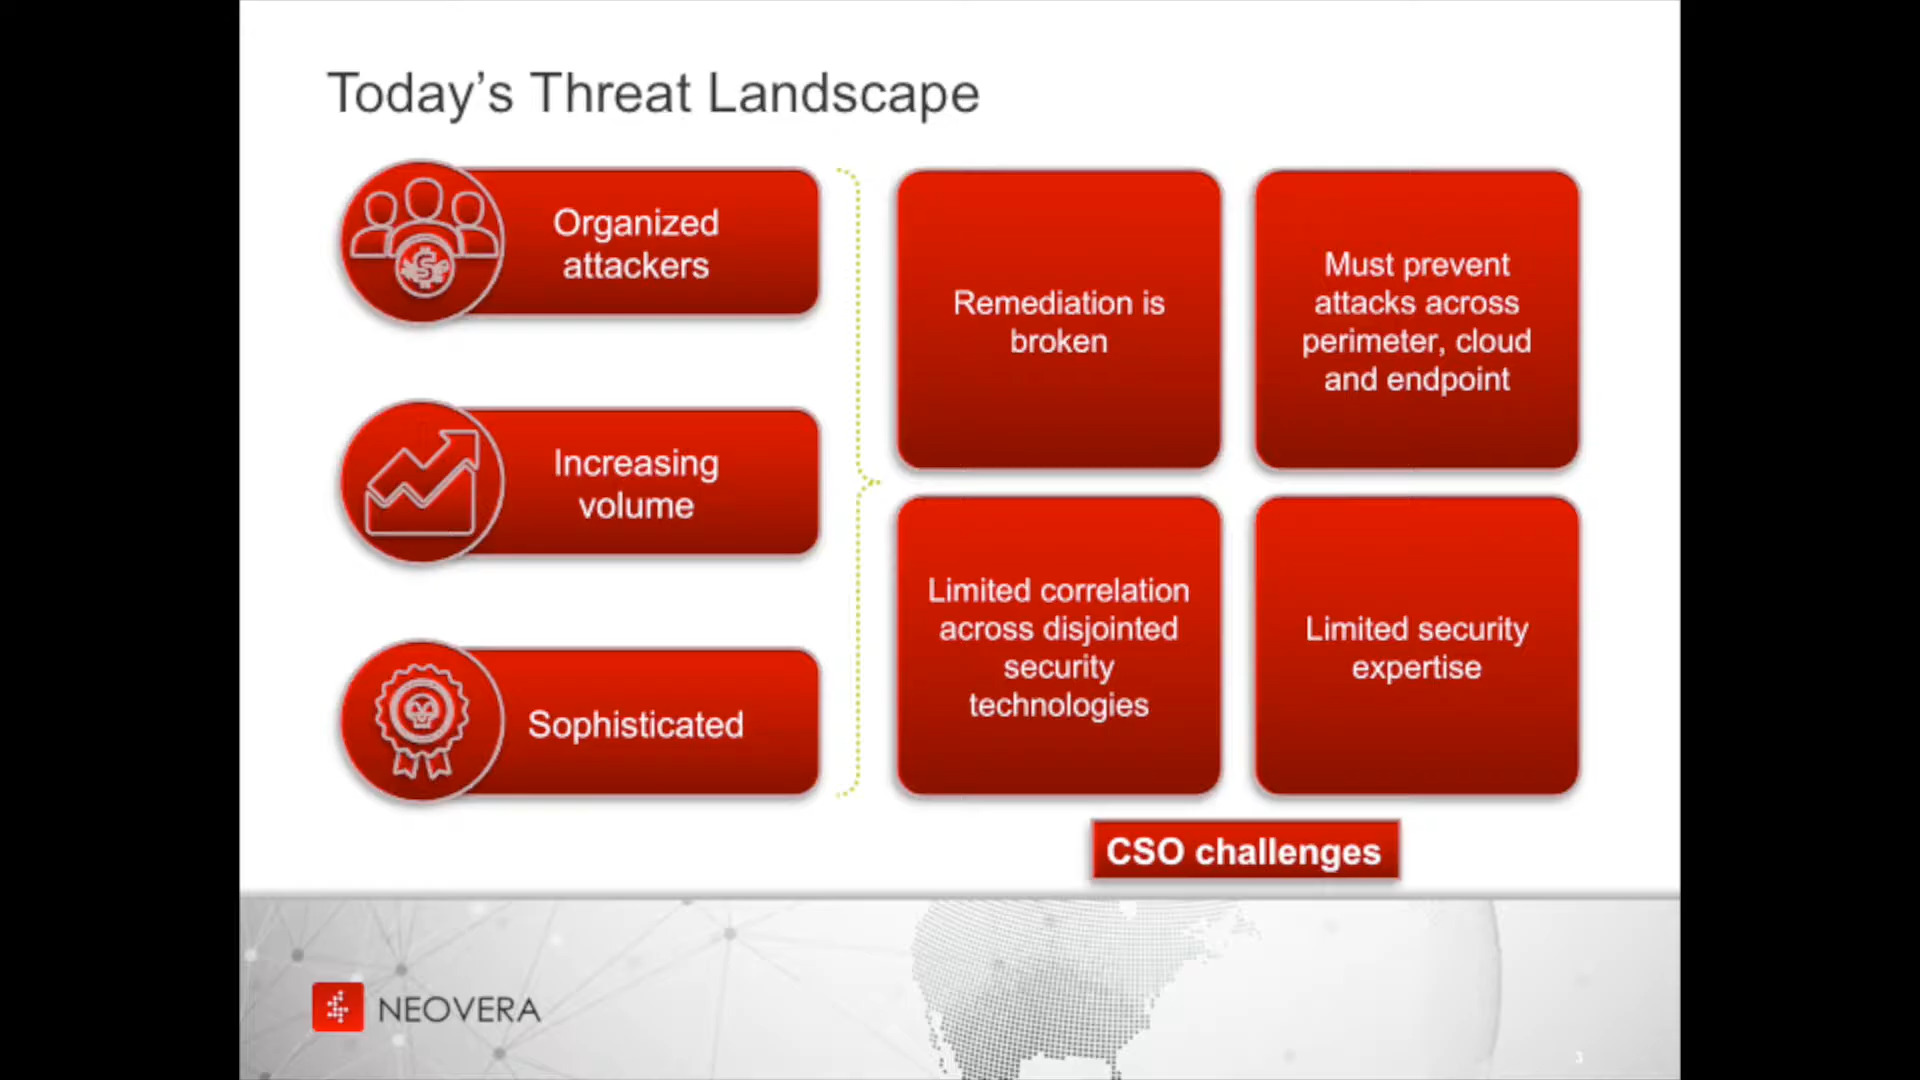 Today's Threat Landscape
Organized
attackers
Increasing
volume
Sophisticated
Remediation is
broken
Must prevent
attacks across
perimeter, cloud
and endpoint
Limited correlation
across disjointed
security
technologies
Limited security
expertise
CSO challenges
NEOVERA
3